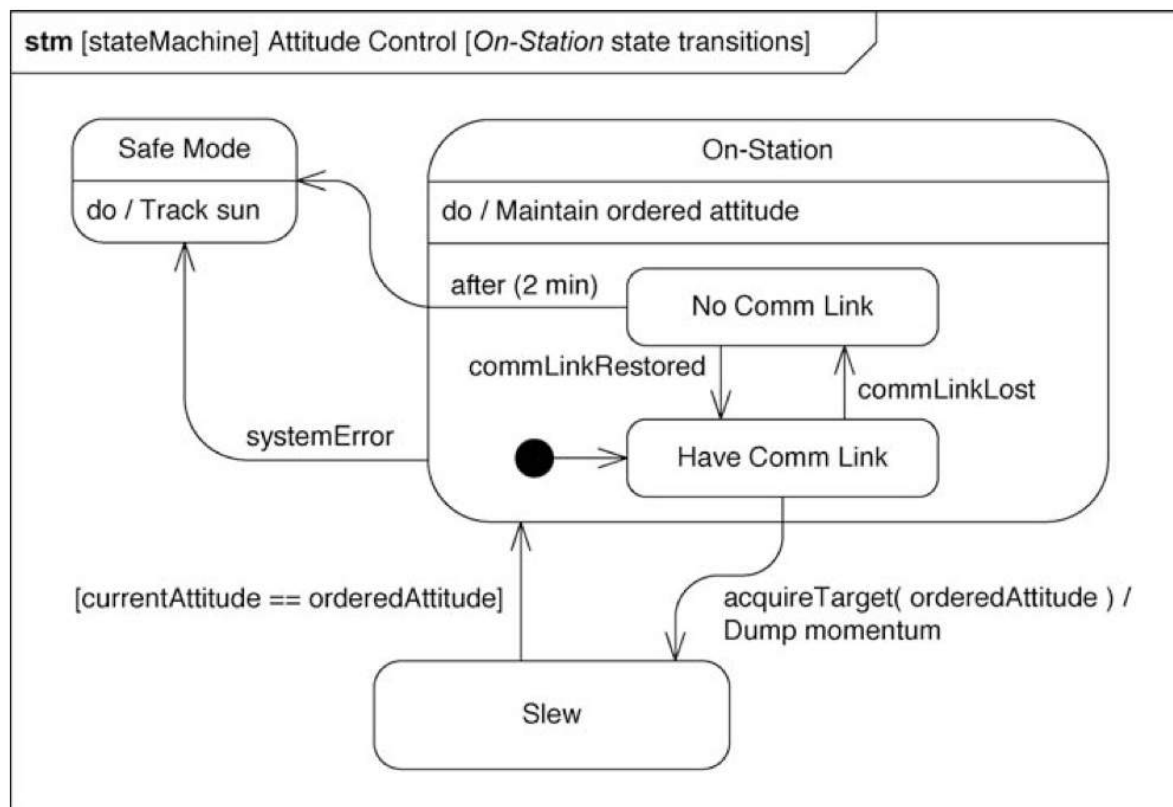 stm [stateMachine] Attitude Control [On-Station state transitions]
Safe Mode
do / Track sun
On-Station
do / Maintain ordered attitude
after (2 min)
No Comm Link
commLinkRestored
commLinkLost
systemError
Have Comm Link
[currentAttitude == orderedAttitude]
acquireTarget( orderedAttitude ) /
Dump momentum
Slew